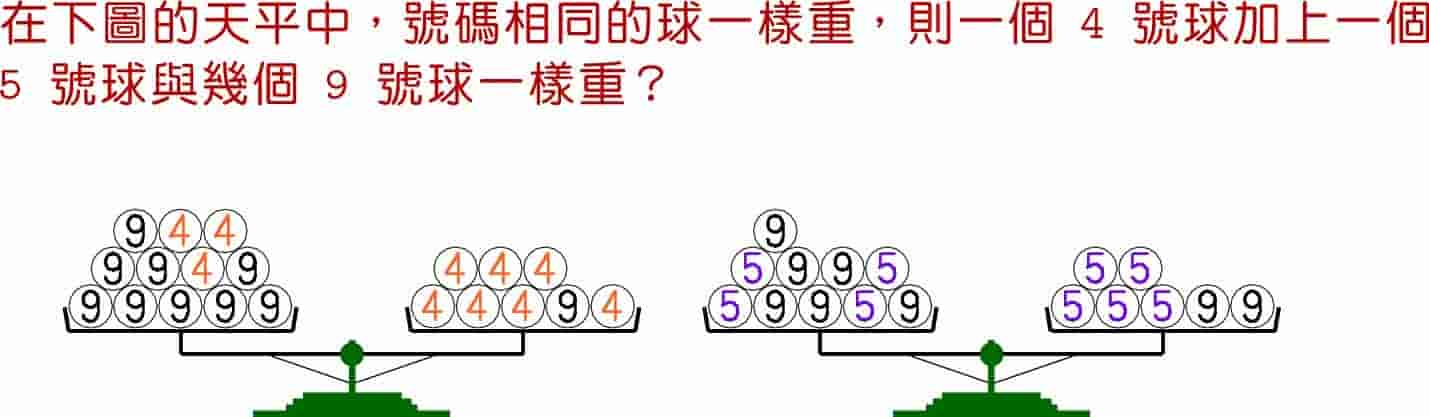 在下圖的天平中，號碼相同的球一樣重，則一個 4 號球加上一個
5 號球與幾個 9 號球一樣重？
9 4 4
9 9 4 9
9 9 9 9 9
4 4 4
4 4 4 9 4
9
5 9 9 5
5 9 9 5 9
5 5
5 5 5 9 9